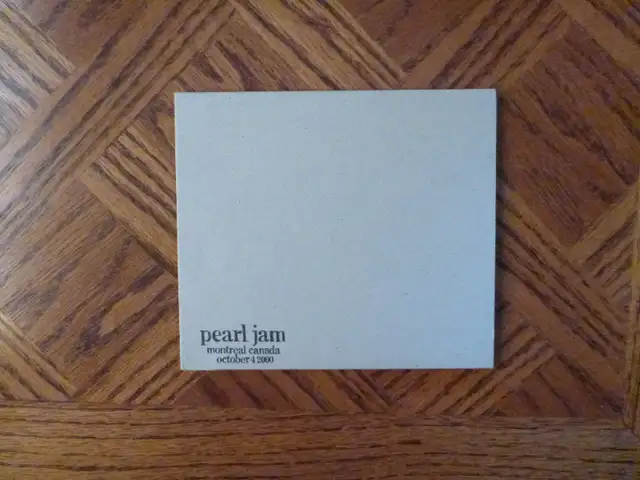 pearl jam
montreal canada
october 4 2000